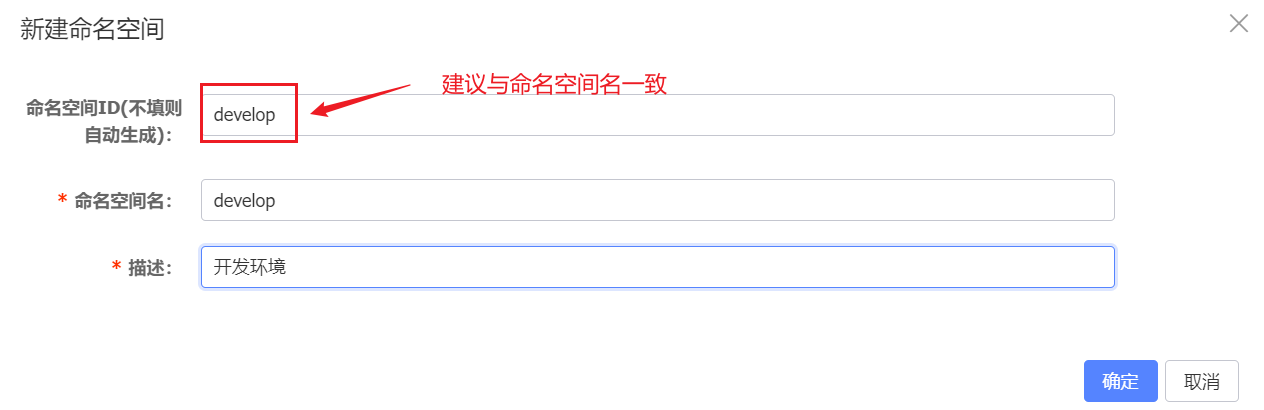 新建命名空间
建议与命名空间名一致
命名空间ID(不填则
自动生成)：
develop
* 命名空间名：
develop
* 描述：
开发环境
确定
取消